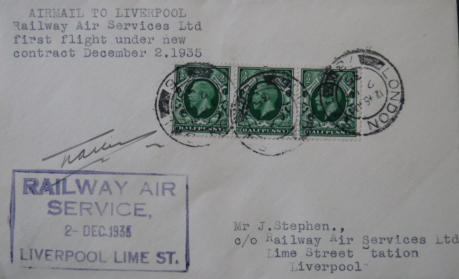 AIRMAIL TO LIVERPOOL
Railway Air Services Ltd
first flight under new
contract December 2.1935
LONDON
HALFPENNY
HALFPENNY
HALFPENNY
RAILWAY AIR
SERVICE,
2- DEC.1935
LIVERPOOL LIME ST.
Mr J.Stephen.,
c/o Railway Air Services Ltd
Lime Street tation
Liverpool